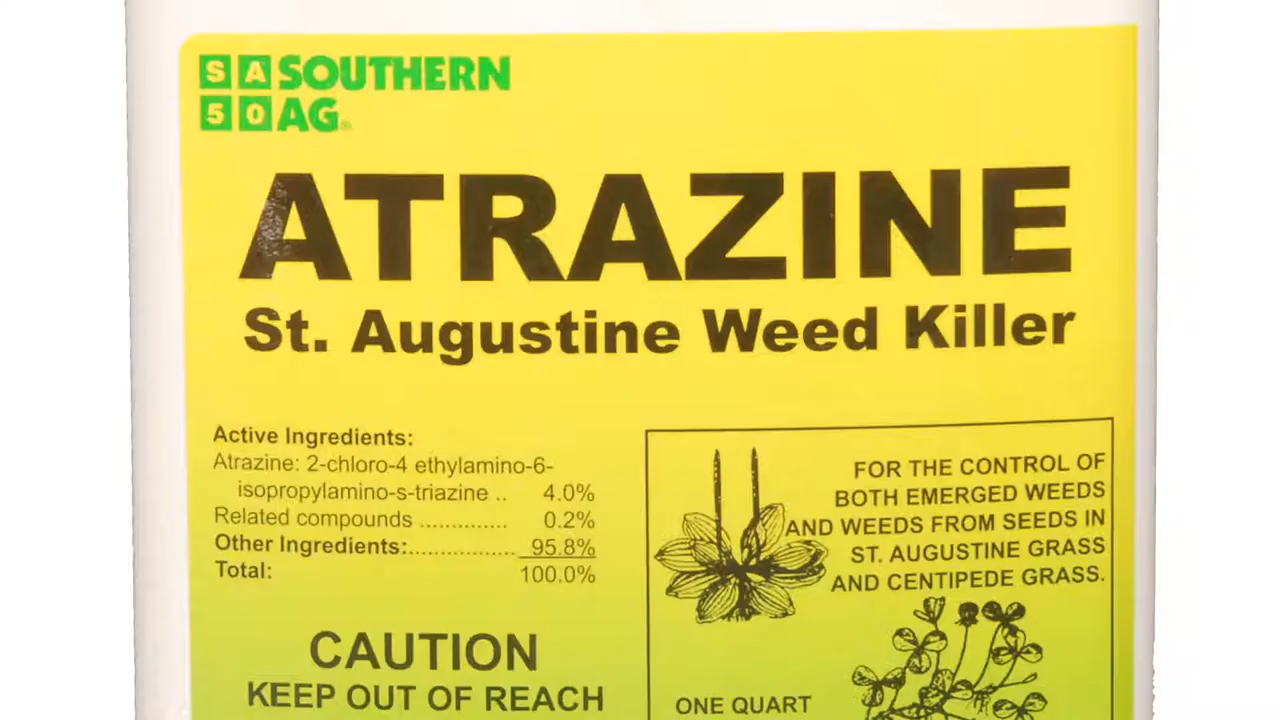 SA SOUTHERN
50 AG®
ATRAZINE
St. Augustine Weed Killer
Active Ingredients:
Atrazine: 2-chloro-4 ethylamino-6-
isopropylamino-s-triazine .. 4.0%
Related compounds .............. 0.2%
Other Ingredients:................. 95.8%
Total: 100.0%
CAUTION
KEEP OUT OF REACH
FOR THE CONTROL OF
BOTH EMERGED WEEDS
AND WEEDS FROM SEEDS IN
ST. AUGUSTINE GRASS
AND CENTIPEDE GRASS.
ONE QUART